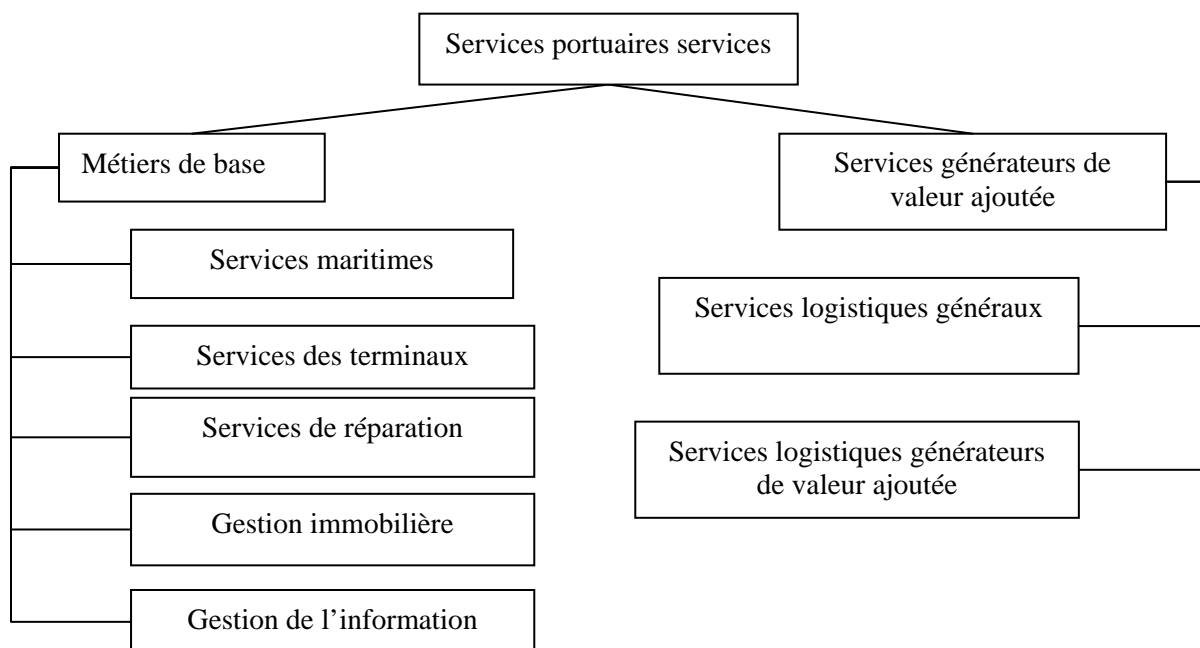 Services portuaires services
Métiers de base
Services maritimes
Services des terminaux
Services de réparation
Gestion immobilière
Gestion de l’information
Services générateurs de
valeur ajoutée
Services logistiques généraux
Services logistiques générateurs
de valeur ajoutée